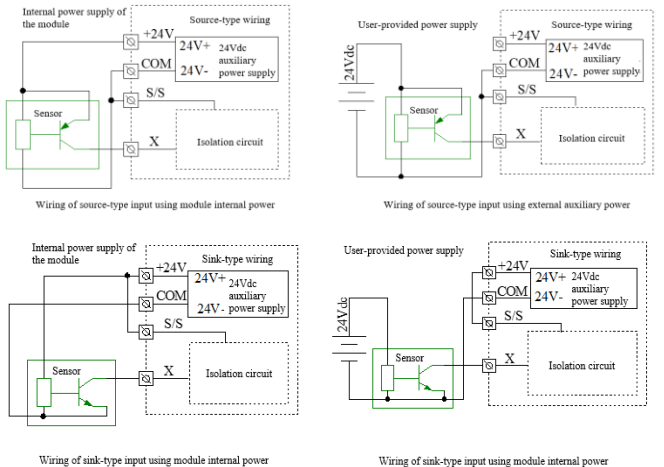 Internal power supply of
the module
Source-type wiring
+24V
24V+ 24Vdc
auxiliary
COM
24V- power supply
S/S
Sensor
X
Isolation circuit
Wiring of source-type input using module internal power
User-provided power supply
Source-type wiring
24Vdc
+24V
24V+ 24Vdc
auxiliary
COM
24V- power supply
S/S
Sensor
X
Isolation circuit
Wiring of source-type input using external auxiliary power
Internal power supply of
the module
Sink-type wiring
+24V
24V+ 24Vdc
auxiliary
COM
24V- power supply
S/S
Sensor
X
Isolation circuit
Wiring of sink-type input using module internal power
User-provided power supply
Sink-type wiring
24Vdc
+24V
24V+ 24Vdc
auxiliary
COM
24V- power supply
S/S
Sensor
X
Isolation circuit
Wiring of sink-type input using module internal power